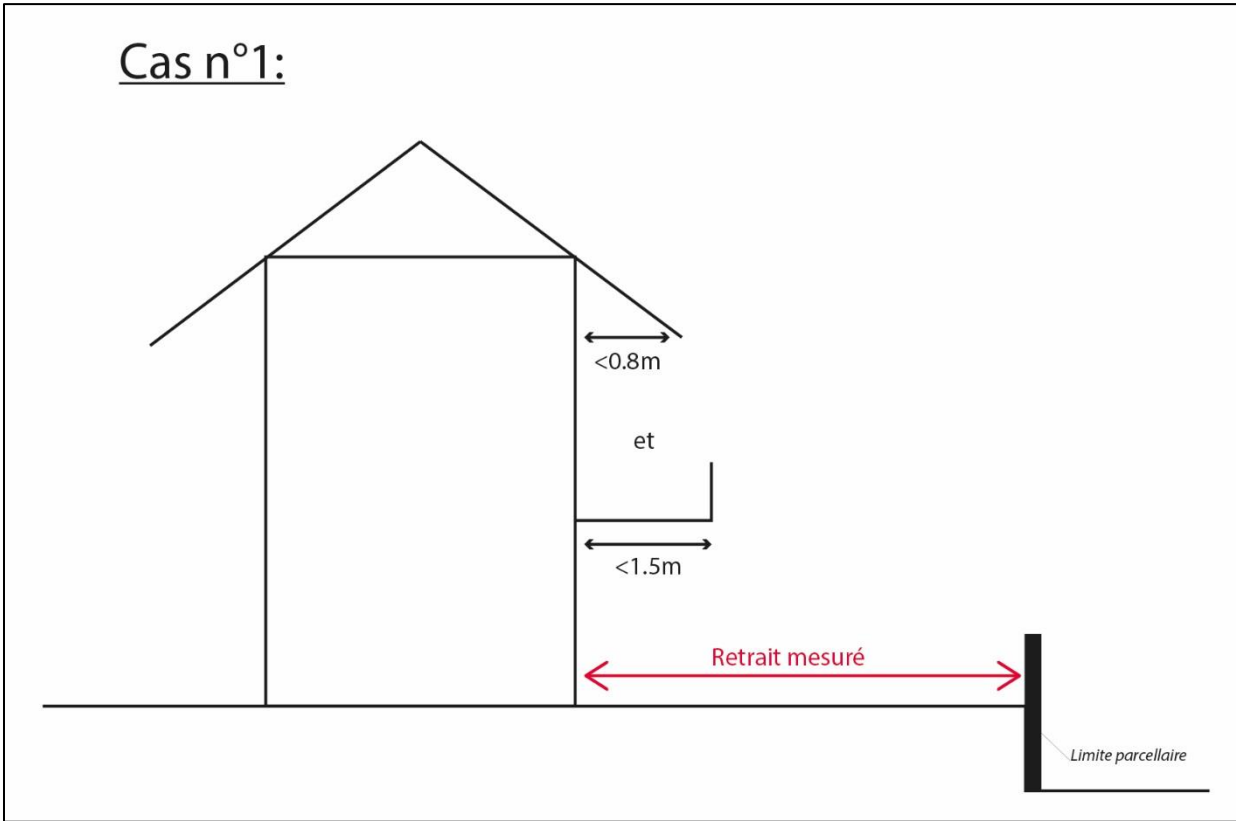 Cas n°1:
<0.8m
et
<1.5m
Retrait mesuré
Limite parcellaire